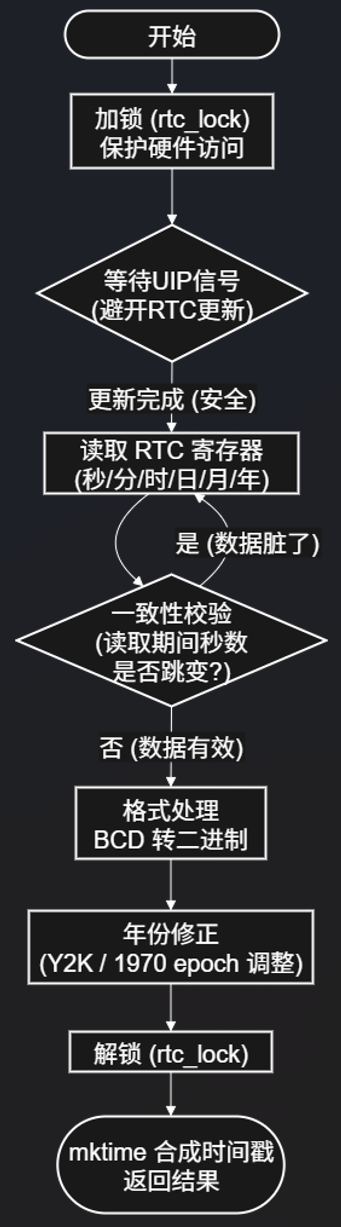 开始
加锁 (rtc_lock)
保护硬件访问
等待UIP信号
(避开RTC更新)
更新完成 (安全)
读取 RTC 寄存器
(秒/分/时/日/月/年)
是 (数据脏了)
一致性校验
(读取期间秒数
是否跳变?)
否 (数据有效)
格式处理
BCD 转二进制
年份修正
(Y2K / 1970 epoch 调整)
解锁 (rtc_lock)
mktime 合成时间戳
返回结果